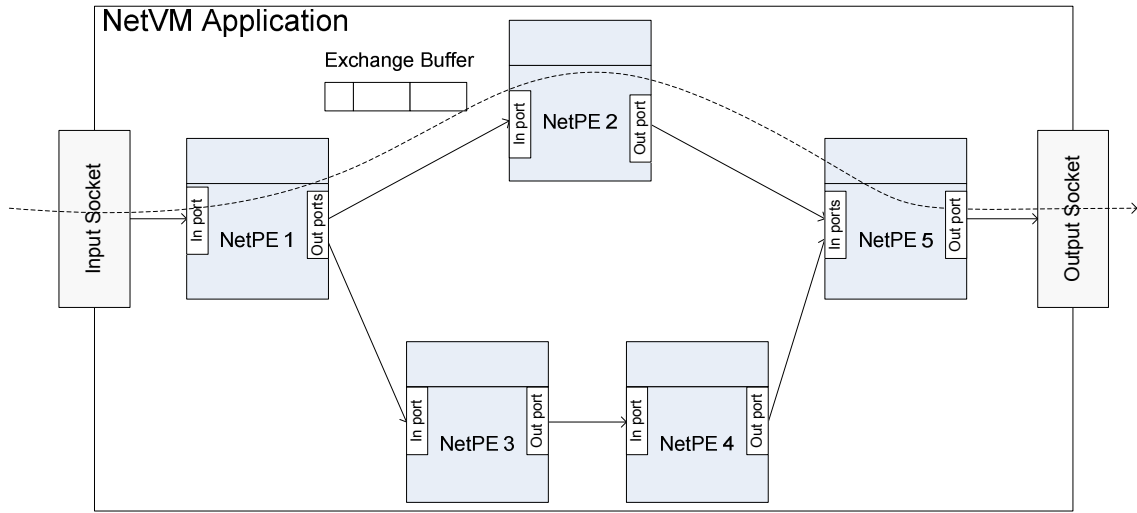 NetVM Application
Exchange Buffer
In port
NetPE 2
Out port
Input Socket
In port
NetPE 1
Out ports
In ports
NetPE 5
Out port
Output Socket
In port
NetPE 3
Out port
In port
NetPE 4
Out port